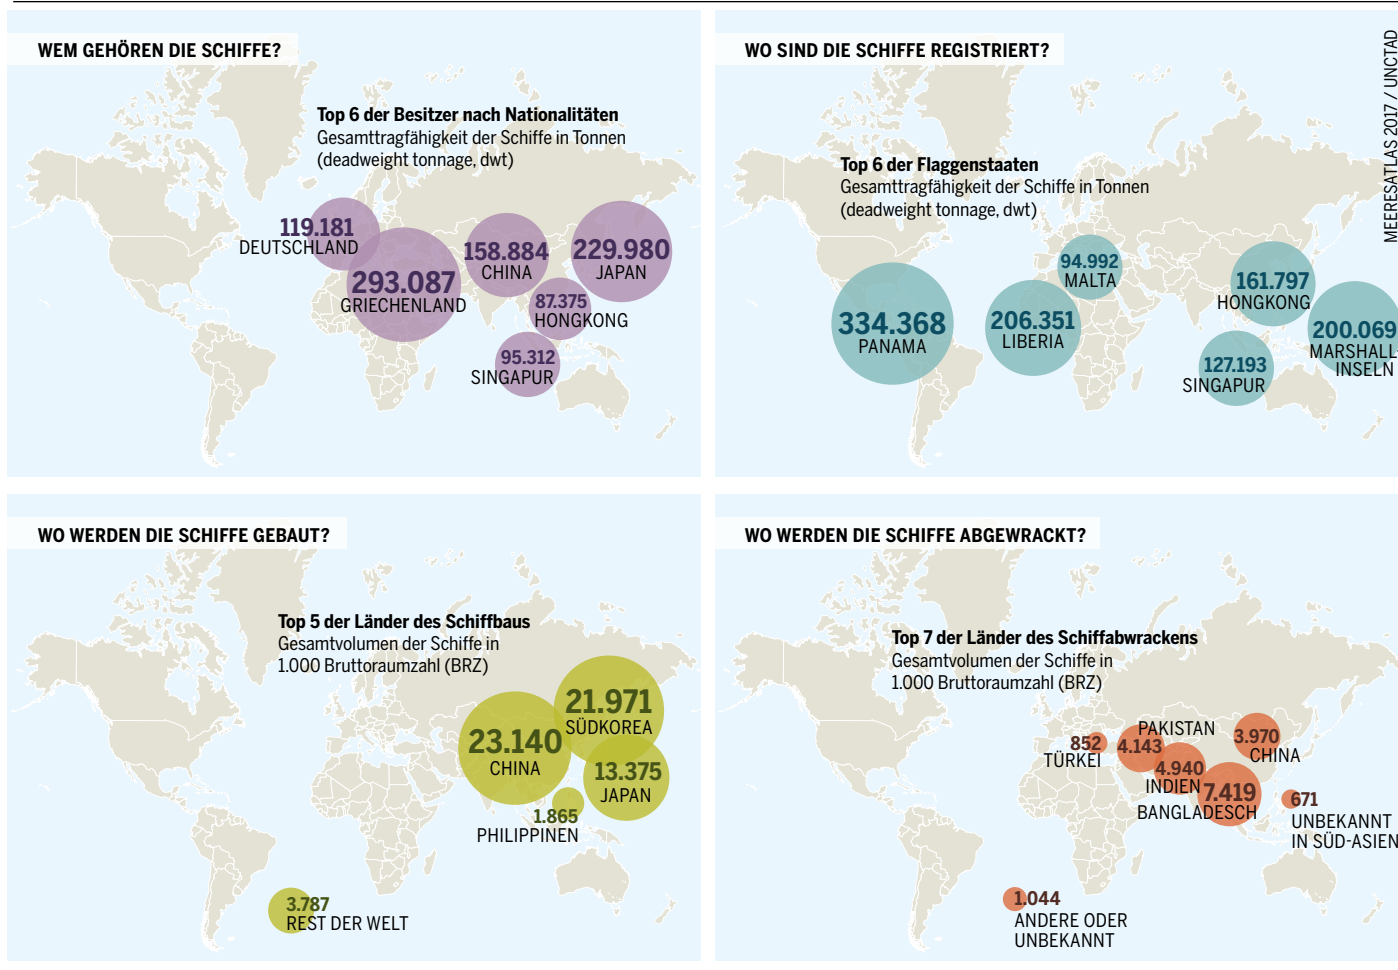 WEM GEHÖREN DIE SCHIFFE?
Top 6 der Besitzer nach Nationalitäten
Gesamttragfähigkeit der Schiffe in Tonnen
(deadweight tonnage, dwt)
119.181
DEUTSCHLAND
293.087
GRIECHENLAND
158.884
CHINA
229.980
JAPAN
87.375
HONGKONG
95.312
SINGAPUR
WO SIND DIE SCHIFFE REGISTRIERT?
Top 6 der Flaggenstaaten
Gesamttragfähigkeit der Schiffe in Tonnen
(deadweight tonnage, dwt)
334.368
PANAMA
206.351
LIBERIA
94.992
MALTA
161.797
HONGKONG
200.069
MARSHALL-
INSELN
127.193
SINGAPUR
MEERESATLAS 2017 / UNCTAD
WO WERDEN DIE SCHIFFE GEBAUT?
Top 5 der Länder des Schiffbaus
Gesamtvolumen der Schiffe in
1.000 Bruttoraumzahl (BRZ)
21.971
SÜDKOREA
23.140
CHINA
13.375
JAPAN
1.865
PHILIPPINEN
3.787
REST DER WELT
WO WERDEN DIE SCHIFFE ABGEWRACKT?
Top 7 der Länder des Schiffabwrackens
Gesamtvolumen der Schiffe in
1.000 Bruttoraumzahl (BRZ)
852
TÜRKEI
PAKISTAN
4.143
4.940
INDIEN
7.419
BANGLADESCH
3.970
CHINA
671
UNBEKANNT
IN SÜD-ASIEN
1.044
ANDERE ODER
UNBEKANNT